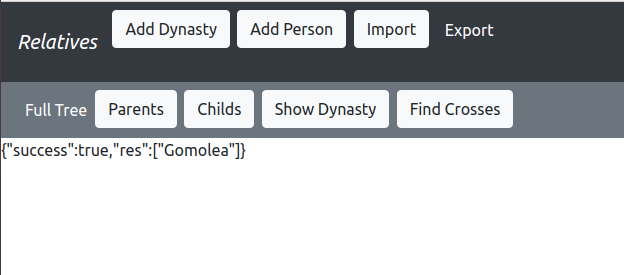 Relatives Add Dynasty Add Person Import Export
Full Tree Parents Childs Show Dynasty Find Crosses
{"success":true,"res":["Gomolea"]}